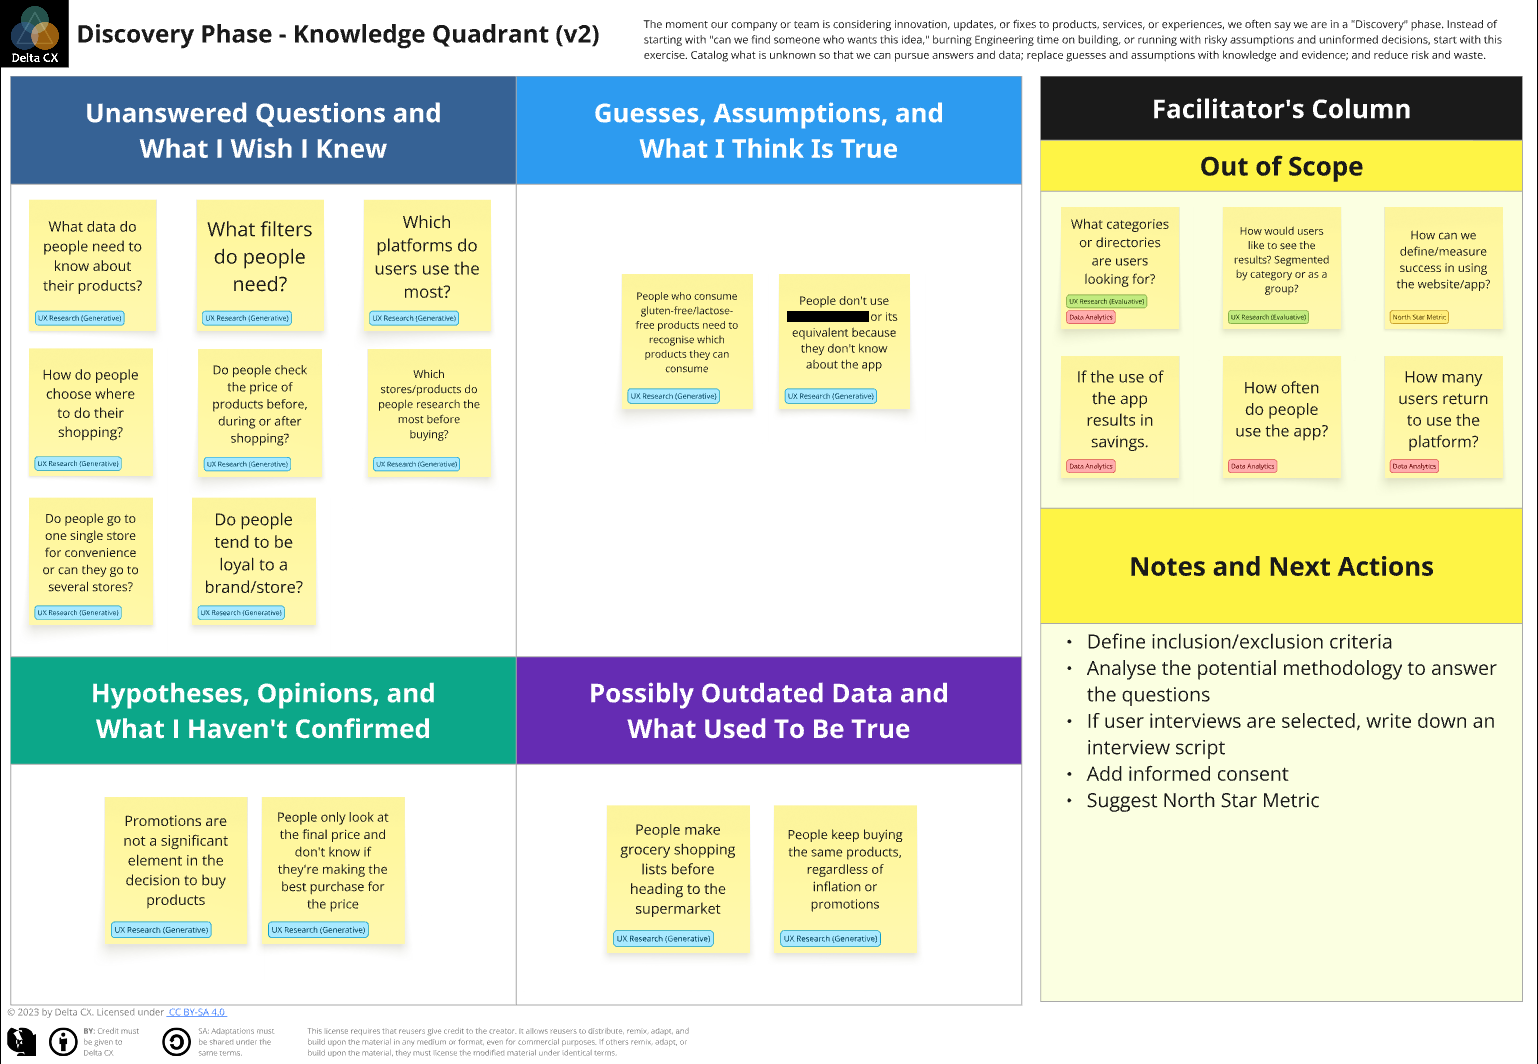 Delta CX
Discovery Phase - Knowledge Quadrant (v2)
The moment our company or team is considering innovation, updates, or fixes to products, services, or experiences, we often say we are in a "Discovery" phase. Instead of
starting with "can we find someone who wants this idea," burning Engineering time on building, or running with risky assumptions and uninformed decisions, start with this
exercise. Catalog what is unknown so that we can pursue answers and data; replace guesses and assumptions with knowledge and evidence; and reduce risk and waste.
Unanswered Questions and
What I Wish I Knew
What data do
people need to
know about
their products?
UX Research (Generative)
What filters
do people
need?
UX Research (Generative)
Which
platforms do
users use the
most?
UX Research (Generative)
How do people
choose where
to do their
shopping?
UX Research (Generative)
Do people check
the price of
products before,
during or after
shopping?
UX Research (Generative)
Which
stores/products do
people research the
most before
buying?
UX Research (Generative)
Do people go to
one single store
for convenience
or can they go to
several stores?
UX Research (Generative)
Do people
tend to be
loyal to a
brand/store?
UX Research (Generative)
Guesses, Assumptions, and
What I Think Is True
People who consume
gluten-free/lactose-
free products need to
recognise which
products they can
consume
UX Research (Generative)
People don't use
or its
equivalent because
they don't know
about the app
UX Research (Generative)
Hypotheses, Opinions, and
What I Haven't Confirmed
Promotions are
not a significant
element in the
decision to buy
products
UX Research (Generative)
People only look at
the final price and
don't know if
they're making the
best purchase for
the price
UX Research (Generative)
Possibly Outdated Data and
What Used To Be True
People make
grocery shopping
lists before
heading to the
supermarket
UX Research (Generative)
People keep buying
the same products,
regardless of
inflation or
promotions
UX Research (Generative)
Facilitator's Column
Out of Scope
What categories
or directories
are users
looking for?
UX Research (Evaluative)
Data Analytics
How would users
like to see the
results? Segmented
by category or as a
group?
UX Research (Evaluative)
How can we
define/measure
success in using
the website/app?
North Star Metric
If the use of
the app
results in
savings.
Data Analytics
How often
do people
use the app?
Data Analytics
How many
users return
to use the
platform?
Data Analytics
Notes and Next Actions
• Define inclusion/exclusion criteria
• Analyse the potential methodology to answer
the questions
• If user interviews are selected, write down an
interview script
• Add informed consent
• Suggest North Star Metric
© 2023 by Delta CX. Licensed under CC BY-SA 4.0
BY: Credit must
be given to
Delta CX
SA: Adaptations must
be shared under the
same terms.
This license requires that reusers give credit to the creator. It allows reusers to distribute, remix, adapt, and
build upon the material in any medium or format, even for commercial purposes. If others remix, adapt, or
build upon the material, they must license the modified material under identical terms.